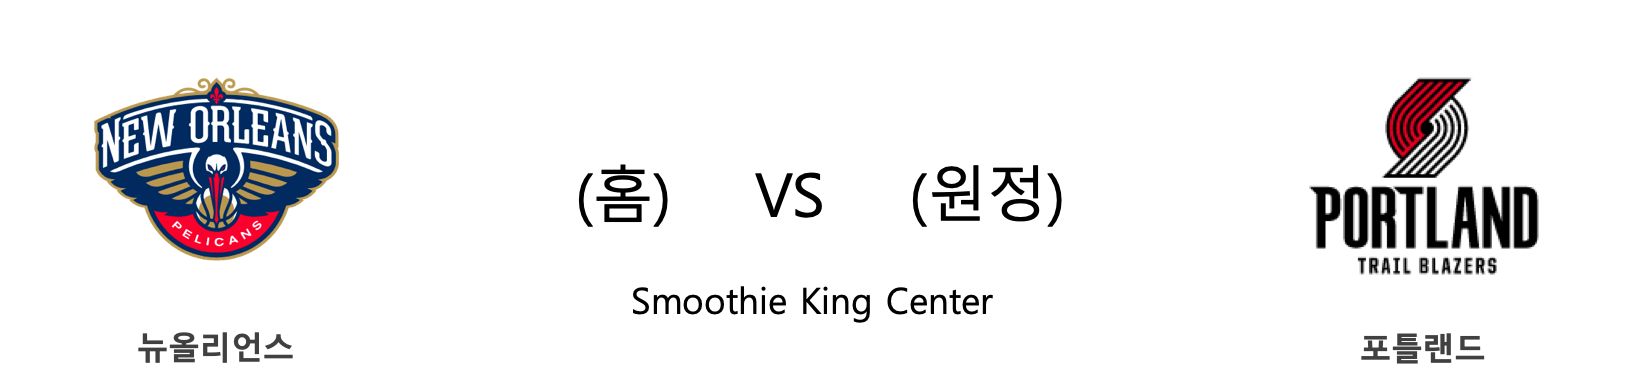 NEW ORLEANS
PELICANS
뉴올리언스
(홈) VS (원정)
Smoothie King Center
PORTLAND
TRAIL BLAZERS
포틀랜드